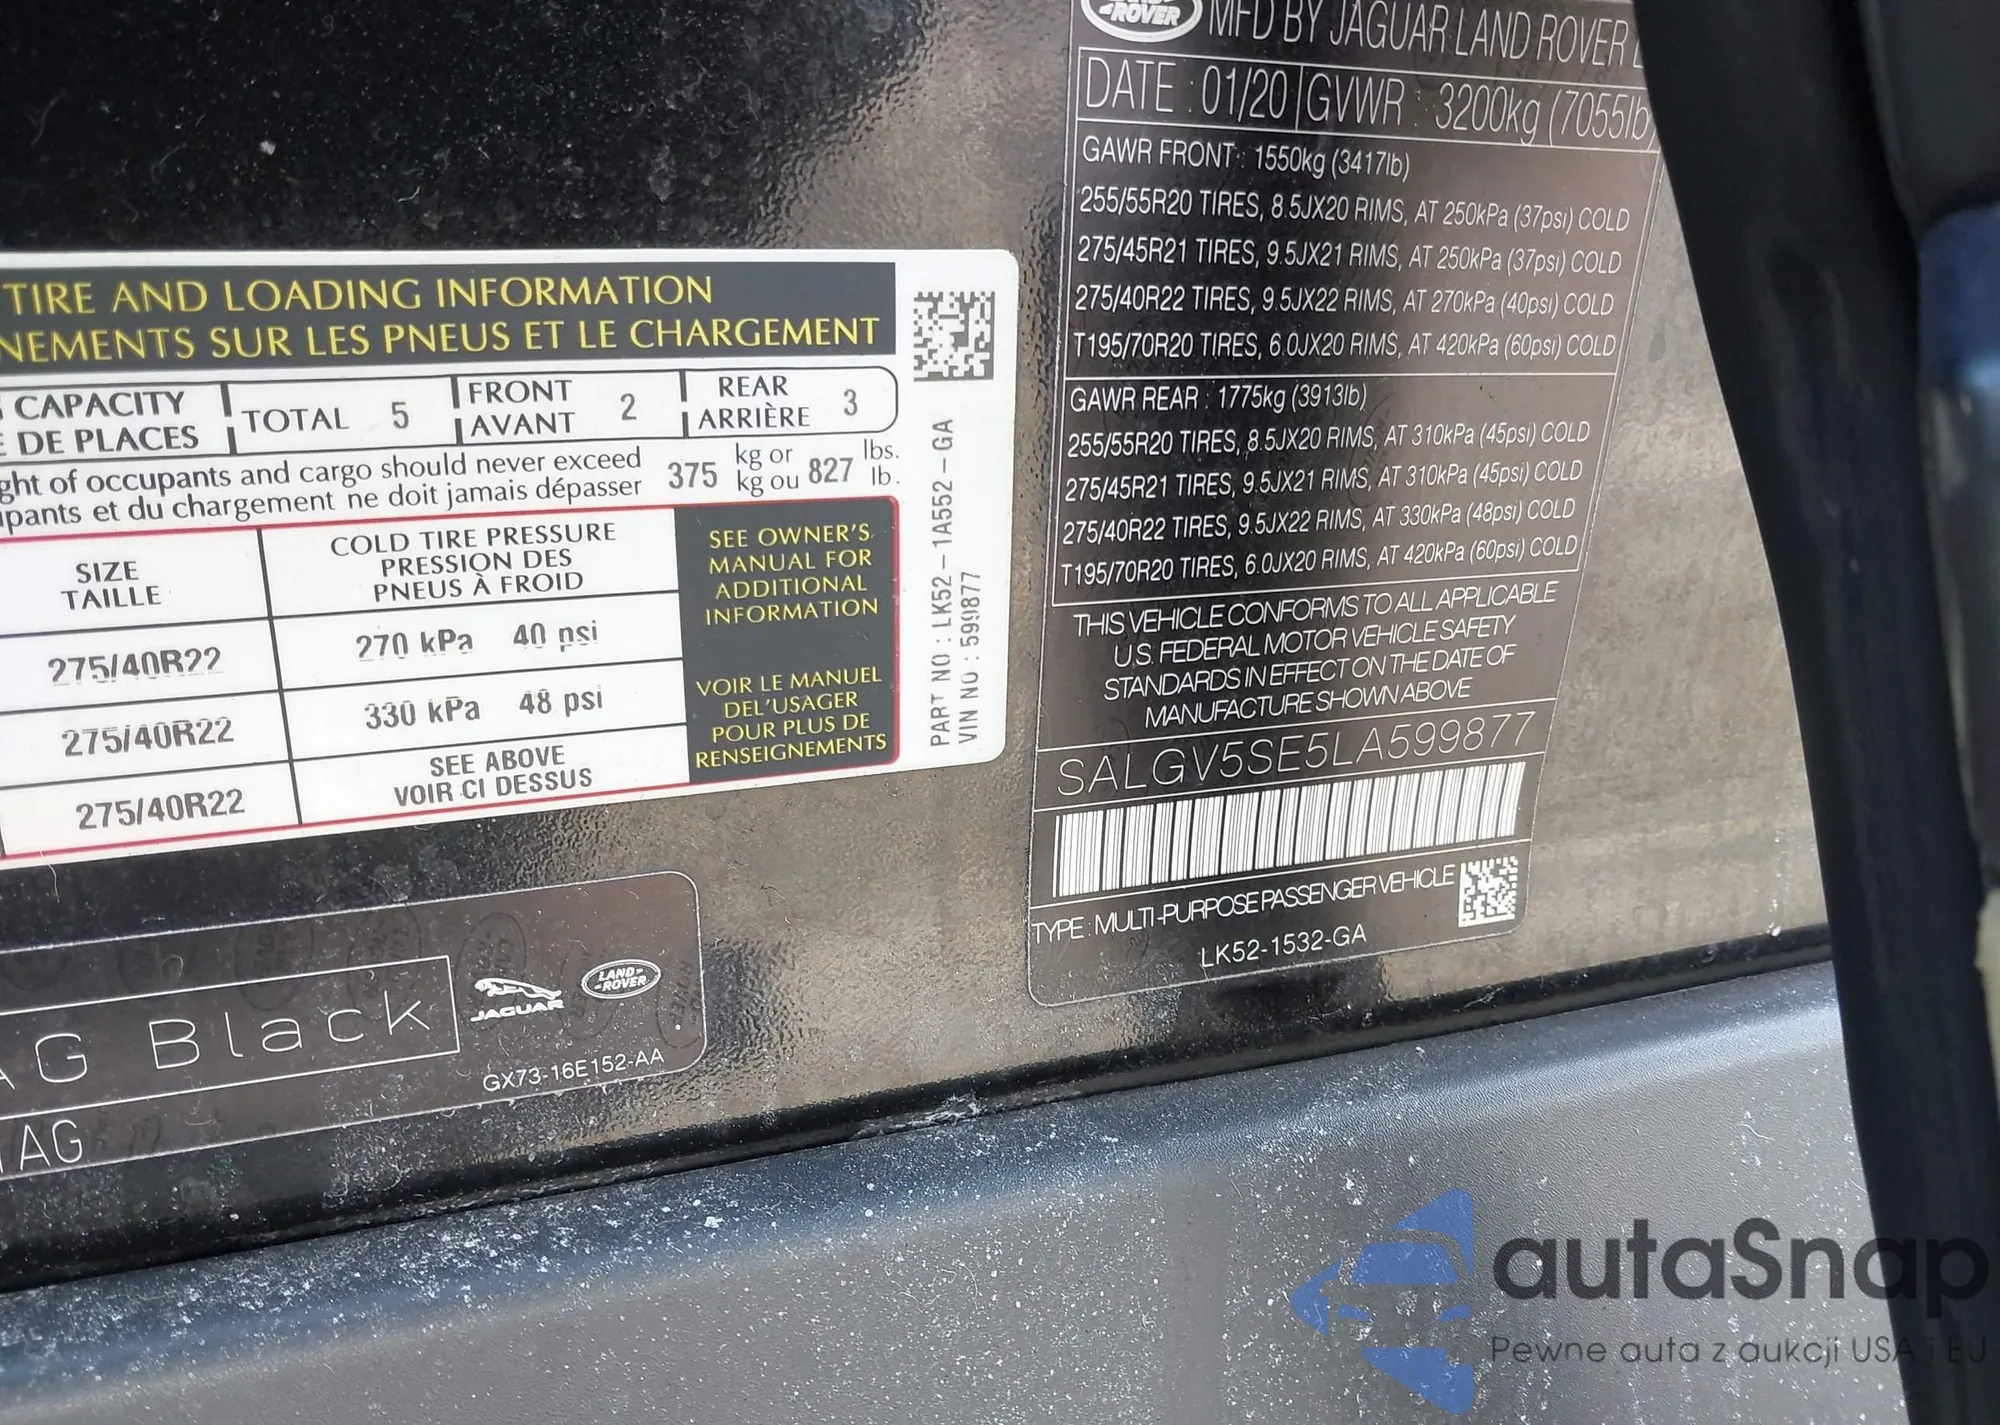 TIRE AND LOADING INFORMATION
NEMENTS SUR LES PNEUS ET LE CHARGEMENT
CAPACITY
DE PLACES
TOTAL 5
FRONT
AVANT 2
REAR
ARRIÈRE 3
ght of occupants and cargo should never exceed
pants et du chargement ne doit jamais dépasser
375 kg or
kg ou 827 lbs.
lb.
SIZE
TAILLE
COLD TIRE PRESSURE
PRESSION DES
PNEUS À FROID
275/40R22 270 kPa 40 psi
275/40R22 330 kPa 48 psi
275/40R22 SEE ABOVE
VOIR CI DESSUS
SEE OWNER'S
MANUAL FOR
ADDITIONAL
INFORMATION
VOIR LE MANUEL
DEL'USAGER
POUR PLUS DE
RENSEIGNEMENTS
PART NO : LK52-1A552-GA
VIN NO : 599877
ROVER
MFD BY JAGUAR LAND ROVER
DATE : 01/20 GVWR : 3200kg (7055lb)
GAWR FRONT : 1550kg (3417lb)
255/55R20 TIRES, 8.5JX20 RIMS, AT 250kPa (37psi) COLD
275/45R21 TIRES, 9.5JX21 RIMS, AT 250kPa (37psi) COLD
275/40R22 TIRES, 9.5JX22 RIMS, AT 270kPa (40psi) COLD
T195/70R20 TIRES, 6.0JX20 RIMS, AT 420kPa (60psi) COLD
GAWR REAR : 1775kg (3913lb)
255/55R20 TIRES, 8.5JX20 RIMS, AT 310kPa (45psi) COLD
275/45R21 TIRES, 9.5JX21 RIMS, AT 310kPa (45psi) COLD
275/40R22 TIRES, 9.5JX22 RIMS, AT 330kPa (48psi) COLD
T195/70R20 TIRES, 6.0JX20 RIMS, AT 420kPa (60psi) COLD
THIS VEHICLE CONFORMS TO ALL APPLICABLE
U.S. FEDERAL MOTOR VEHICLE SAFETY
STANDARDS IN EFFECT ON THE DATE OF
MANUFACTURE SHOWN ABOVE
SALGV5SE5LA599877
TYPE : MULTI-PURPOSE PASSENGER VEHICLE
LK52-1532-GA
AG Black
JAGUAR
LAND-
-ROVER
GX73-16E152-AA
1AG
autaSnap
Pewne auta z aukcji USA i EU